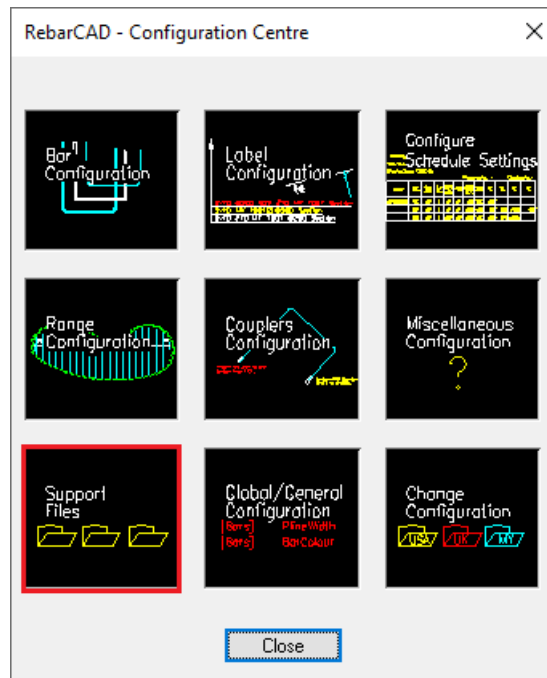 RebarCAD - Configuration Centre
Bar
Configuration
Label
Configuration
Configure
Schedule Settings
Range
Configuration
Couplers
Configuration
Miscellaneous
Configuration
?
Support
Files
Global/General
Configuration
[Bars] PlineWidth
[Bars] BarColour
Change
Configuration
USA UK MY
Close